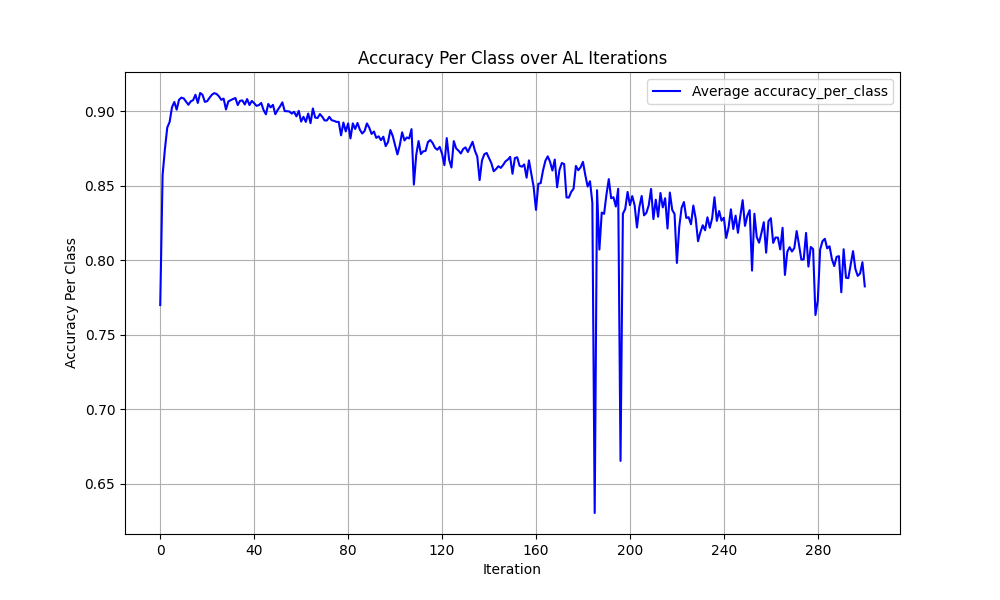 Accuracy Per Class over AL Iterations
Average accuracy_per_class
Accuracy Per Class
0.90
0.85
0.80
0.75
0.70
0.65
0 40 80 120 160 200 240 280
Iteration